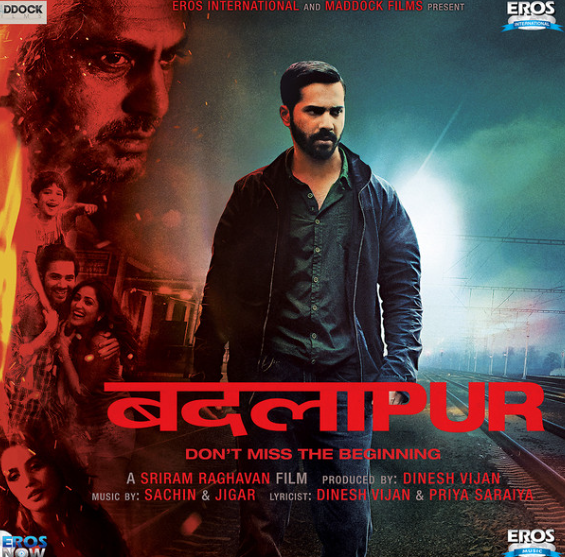 DDOCK
FILMS
EROS INTERNATIONAL AND MADDOCK FILMS PRESENT
EROS
INTERNATIONAL
बदलाPUR
DON'T MISS THE BEGINNING
A SRIRAM RAGHAVAN FILM PRODUCED BY: DINESH VIJAN
MUSIC BY: SACHIN & JIGAR LYRICIST: DINESH VIJAN & PRIYA SARAIYA
EROS
NOW
EROS
MUSIC